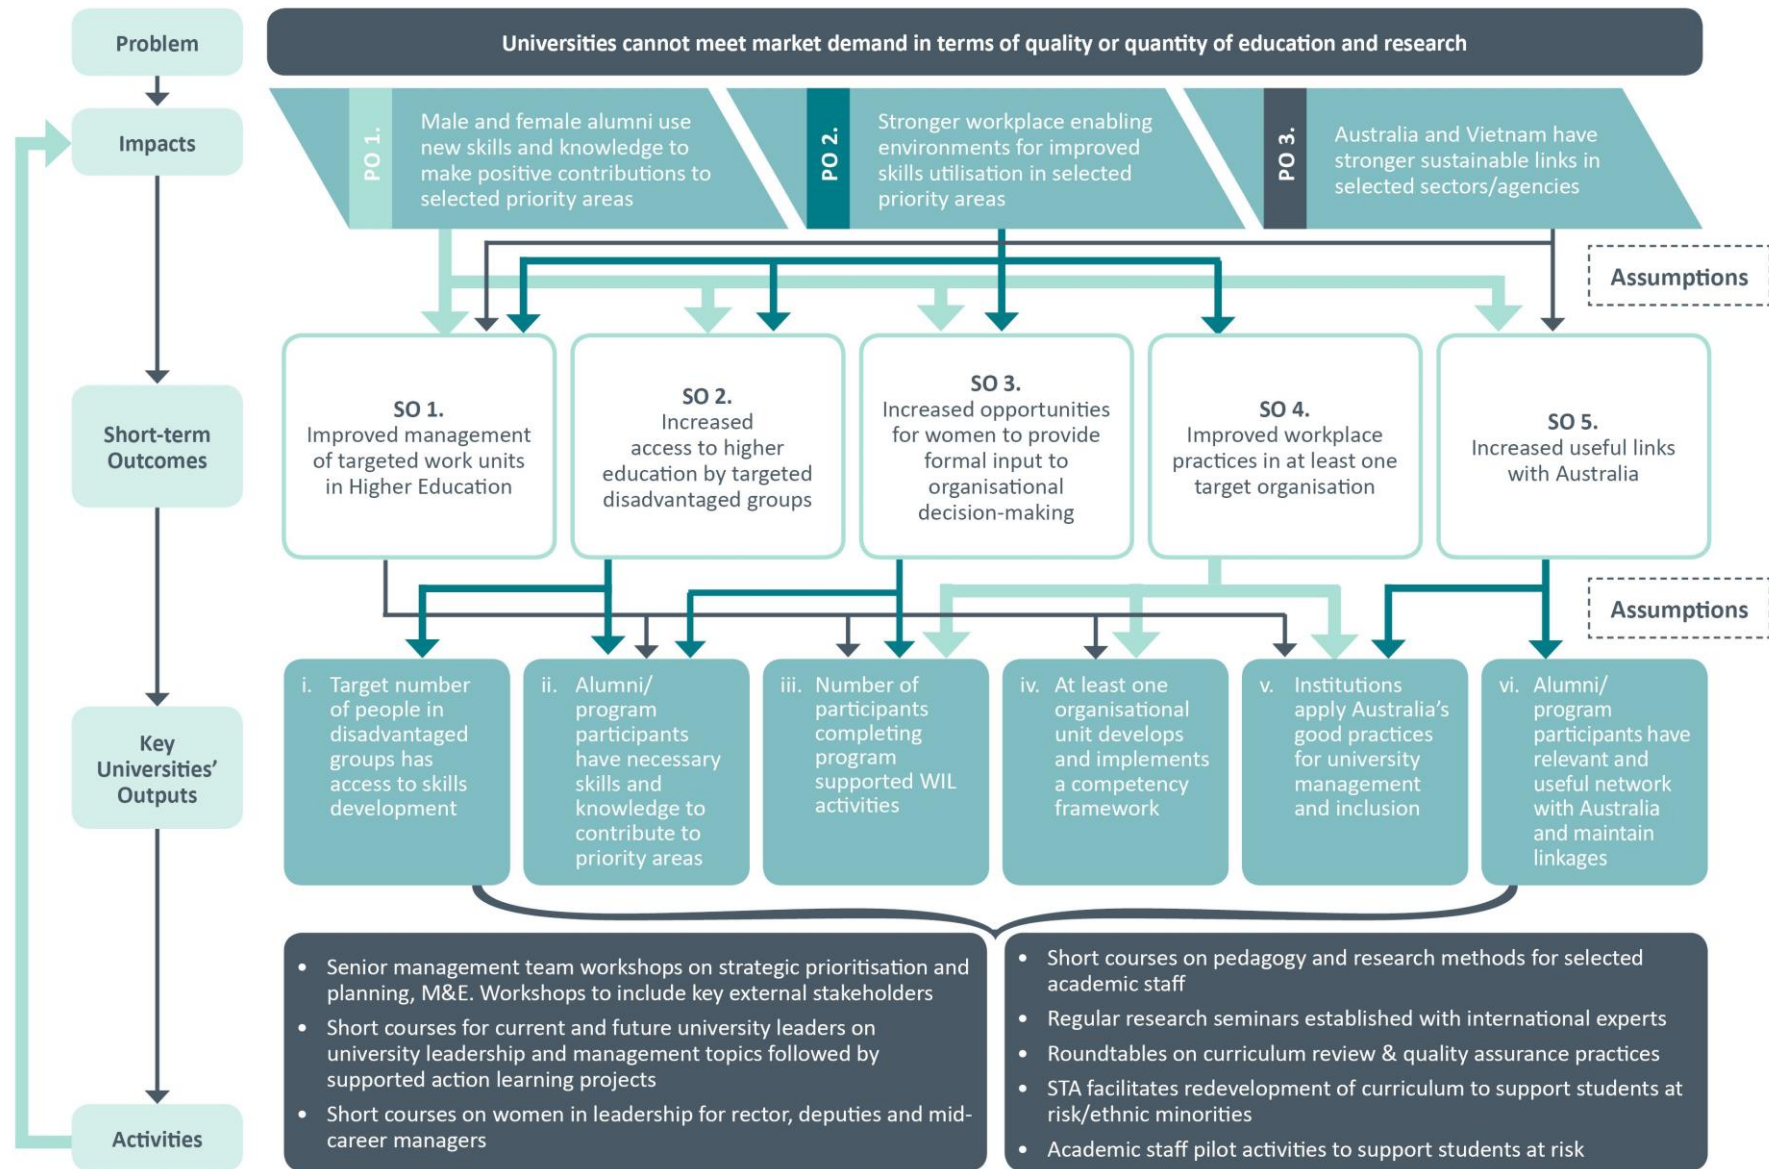 Problem
Universities cannot meet market demand in terms of quality or quantity of education and research
Impacts
PO 1.
Male and female alumni use
new skills and knowledge to
make positive contributions to
selected priority areas
PO 2.
Stronger workplace enabling
environments for improved
skills utilisation in selected
priority areas
PO 3.
Australia and Vietnam have
stronger sustainable links in
selected sectors/agencies
Assumptions
Short-term
Outcomes
SO 1.
Improved management
of targeted work units
in Higher Education
SO 2.
Increased
access to higher
education by targeted
disadvantaged groups
SO 3.
Increased opportunities
for women to provide
formal input to
organisational
decision-making
SO 4.
Improved workplace
practices in at least one
target organisation
SO 5.
Increased useful links
with Australia
Assumptions
Key
Universities’
Outputs
i. Target number
of people in
disadvantaged
groups has
access to skills
development
ii. Alumni/
program
participants
have necessary
skills and
knowledge to
contribute to
priority areas
iii. Number of
participants
completing
program
supported WIL
activities
iv. At least one
organisational
unit develops
and implements
a competency
framework
v. Institutions
apply Australia’s
good practices
for university
management
and inclusion
vi. Alumni/
program
participants have
relevant and
useful network
with Australia
and maintain
linkages
Activities
• Senior management team workshops on strategic prioritisation and
planning, M&E. Workshops to include key external stakeholders
• Short courses for current and future university leaders on
university leadership and management topics followed by
supported action learning projects
• Short courses on women in leadership for rector, deputies and mid-
career managers
• Short courses on pedagogy and research methods for selected
academic staff
• Regular research seminars established with international experts
• Roundtables on curriculum review & quality assurance practices
• STA facilitates redevelopment of curriculum to support students at
risk/ethnic minorities
• Academic staff pilot activities to support students at risk